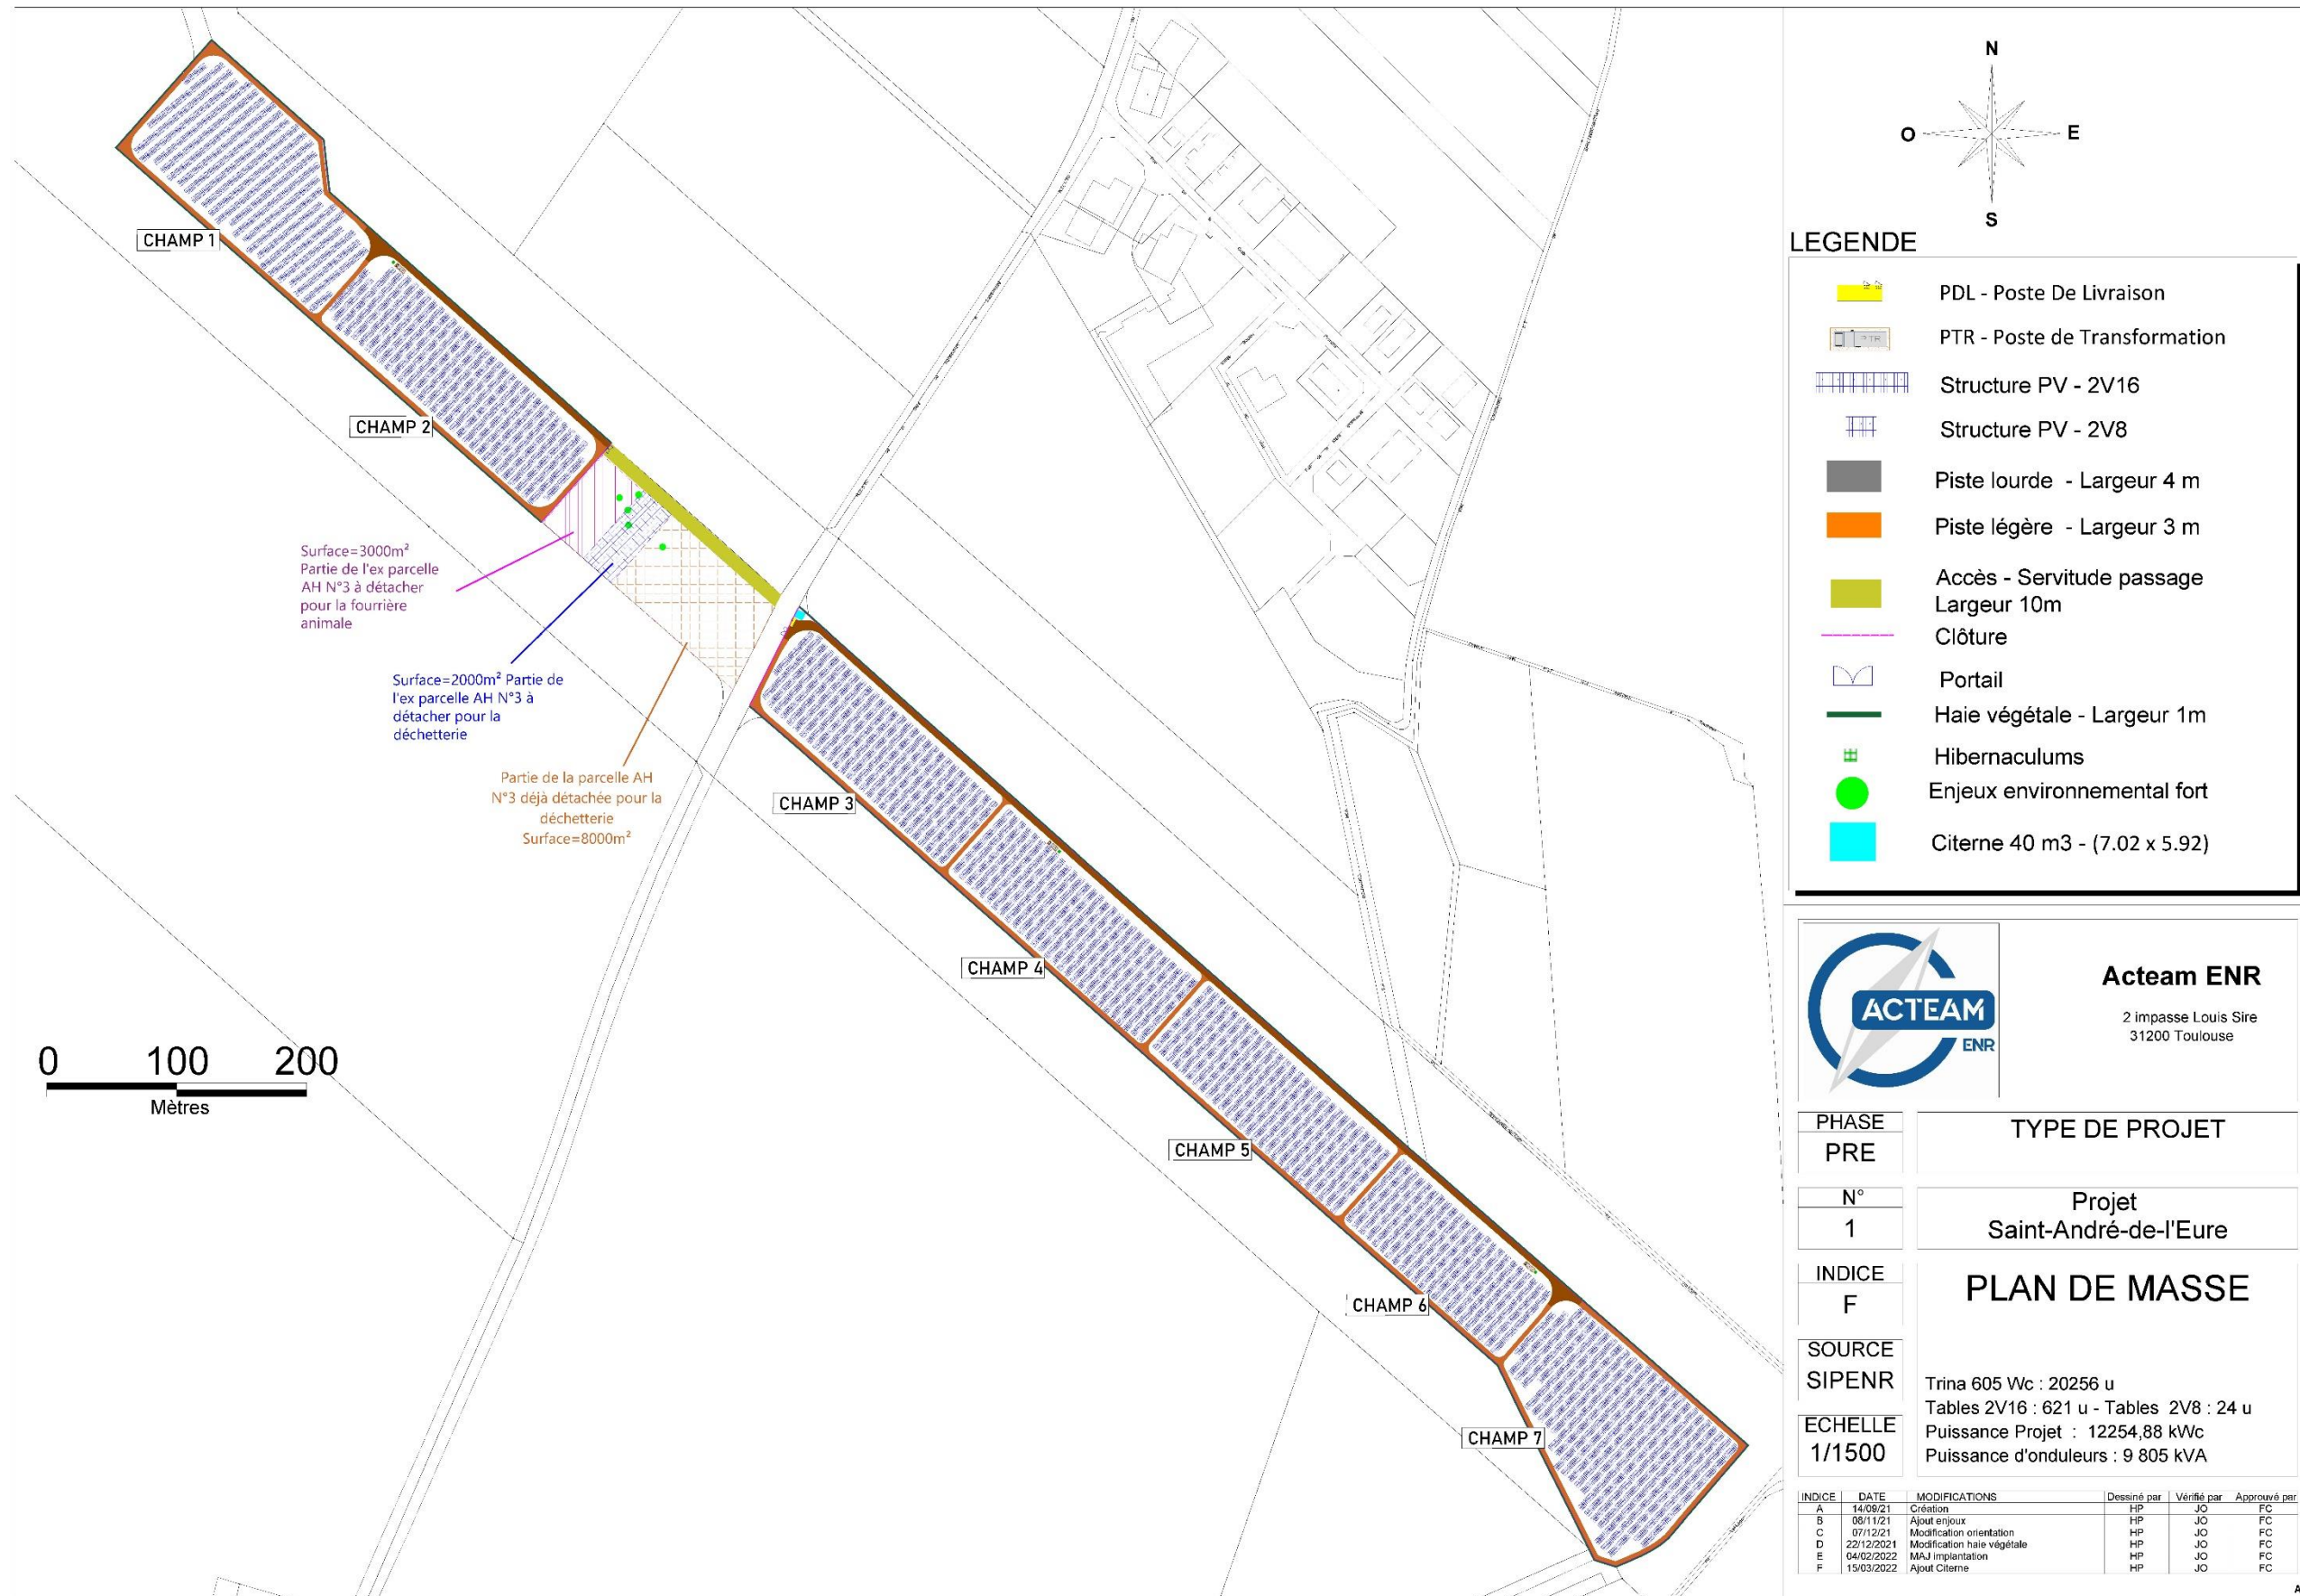 CHAMP 1
CHAMP 2
Surface=3000m²
Partie de l'ex parcelle
AH N°3 à détacher
pour la fourrière
animale
Surface=2000m² Partie de
l'ex parcelle AH N°3 à
détacher pour la
déchetterie
Partie de la parcelle AH
N°3 déjà détachée pour la
déchetterie
Surface=8000m²
CHAMP 3
CHAMP 4
CHAMP 5
CHAMP 6
CHAMP 7
0 100 200
Mètres
N
O E
S
LEGENDE
PDL - Poste De Livraison
PTR - Poste de Transformation
Structure PV - 2V16
Structure PV - 2V8
Piste lourde - Largeur 4 m
Piste légère - Largeur 3 m
Accès - Servitude passage
Largeur 10m
Clôture
Portail
Haie végétale - Largeur 1m
Hibernaculums
Enjeux environnemental fort
Citerne 40 m3 - (7.02 x 5.92)
ACTEAM
ENR
Acteam ENR
2 impasse Louis Sire
31200 Toulouse
PHASE
PRE
TYPE DE PROJET
N°
1
Projet
Saint-André-de-l'Eure
INDICE
F
PLAN DE MASSE
SOURCE
SIPENR
ECHELLE
1/1500
Trina 605 Wc : 20256 u
Tables 2V16 : 621 u - Tables 2V8 : 24 u
Puissance Projet : 12254,88 kWc
Puissance d'onduleurs : 9 805 kVA
INDICE DATE MODIFICATIONS Dessiné par Vérifié par Approuvé par
A 14/09/21 Création HP JO FC
B 08/11/21 Ajout enjoux HP JO FC
C 07/12/21 Modification orientation HP JO FC
D 22/12/2021 Modification haie végétale HP JO FC
E 04/02/2022 MAJ implantation HP JO FC
F 15/03/2022 Ajout Citerne HP JO FC